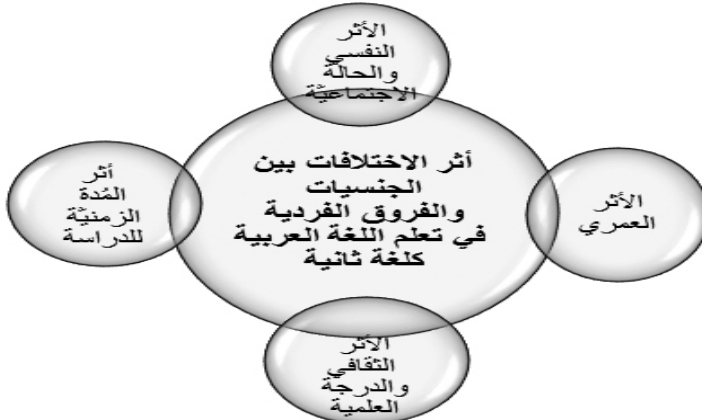 الأثر
النفسي
والحالة
الاجتماعيَّة
أثر الاختلافات بين
الجنسيات
والفروق الفردية
في تعلم اللغة العربية
كلغة ثانية
الأثر
العمري
أثر
المُدة
الزمنيَّة
للدراسة
الأثر
الثقافي
والدرجة
العلمية